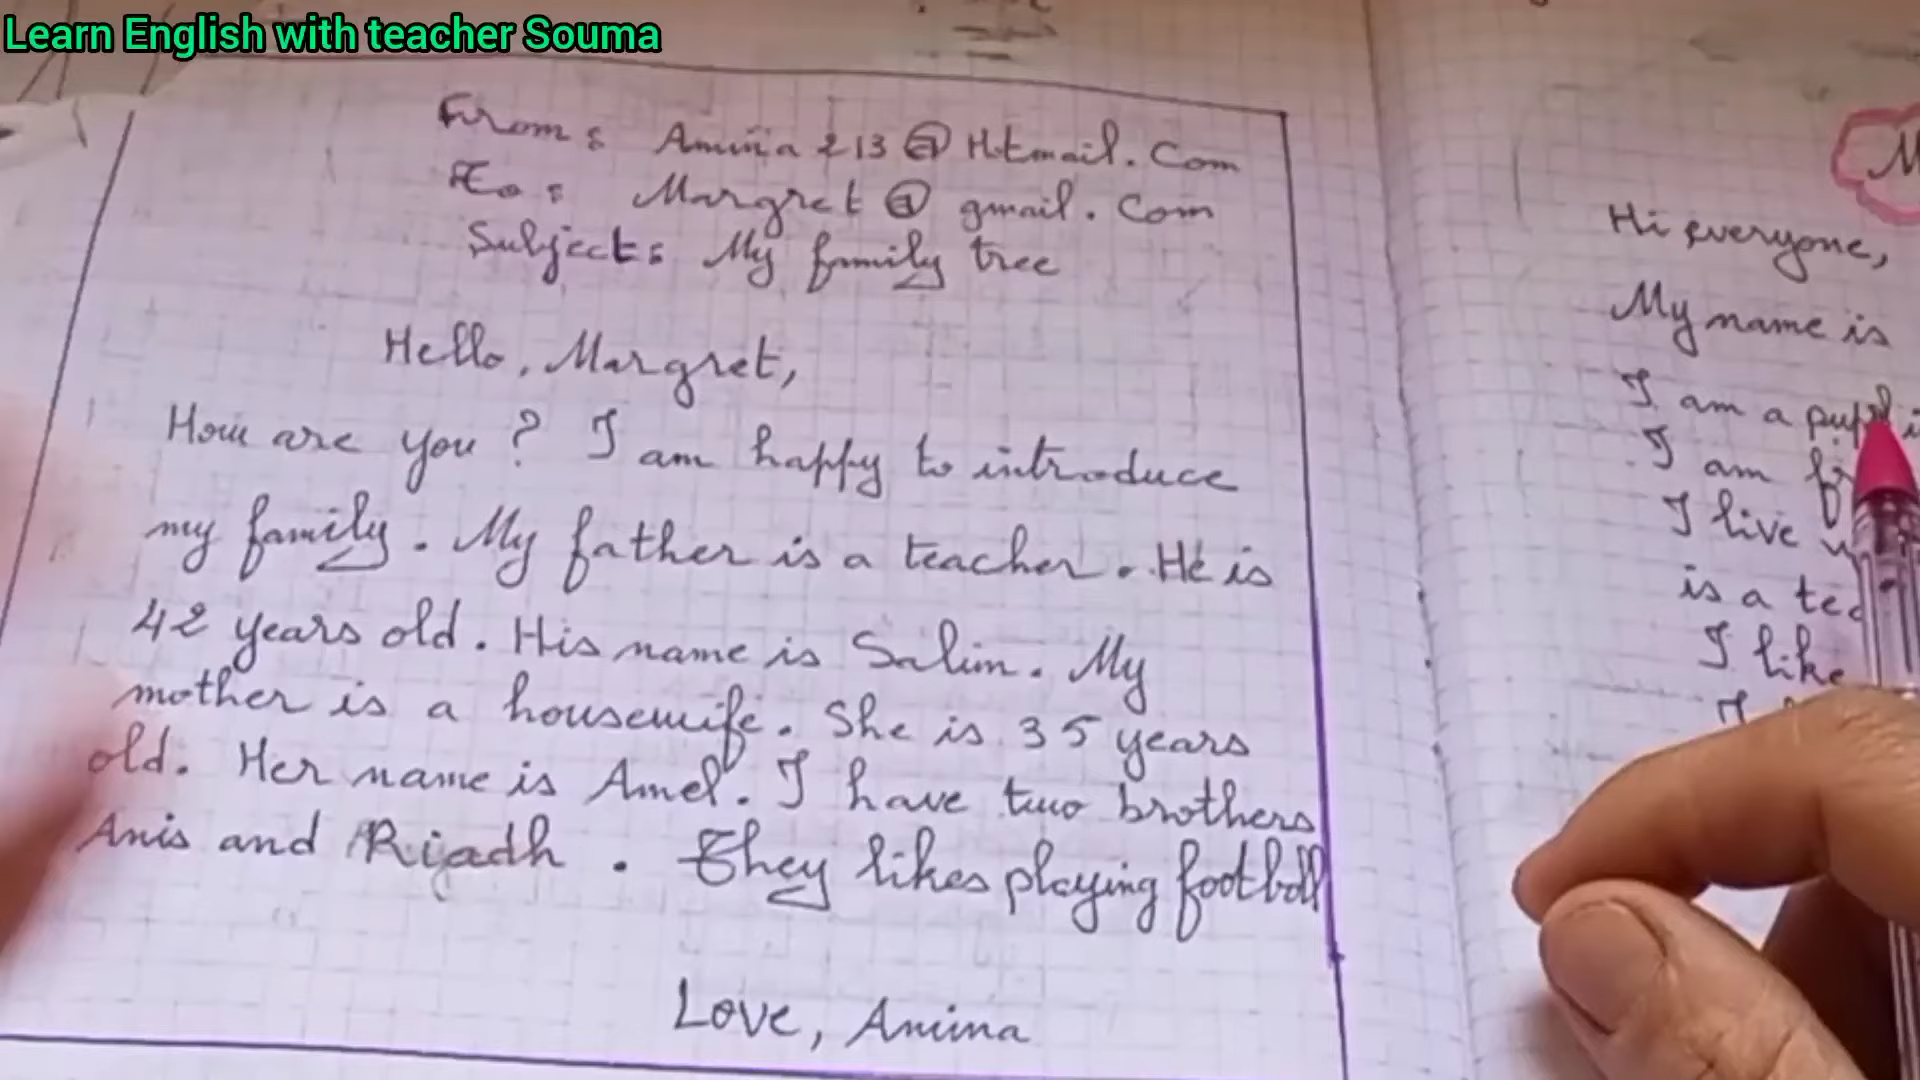 Learn English with teacher Souma
From: Amina213@Hotmail.Com
To: Margret@gmail.Com
Subject: My family tree
Hello, Margret,
How are you? I am happy to introduce
my family. My father is a teacher. He is
42 years old. His name is Salim. My
mother is a housewife. She is 35 years
old. Her name is Amel. I have two brothers
Anis and Riadh. They likes playing football
Love, Amina
Hi everyone,
My name is
I am a pupil
I am
I live
is a
I like